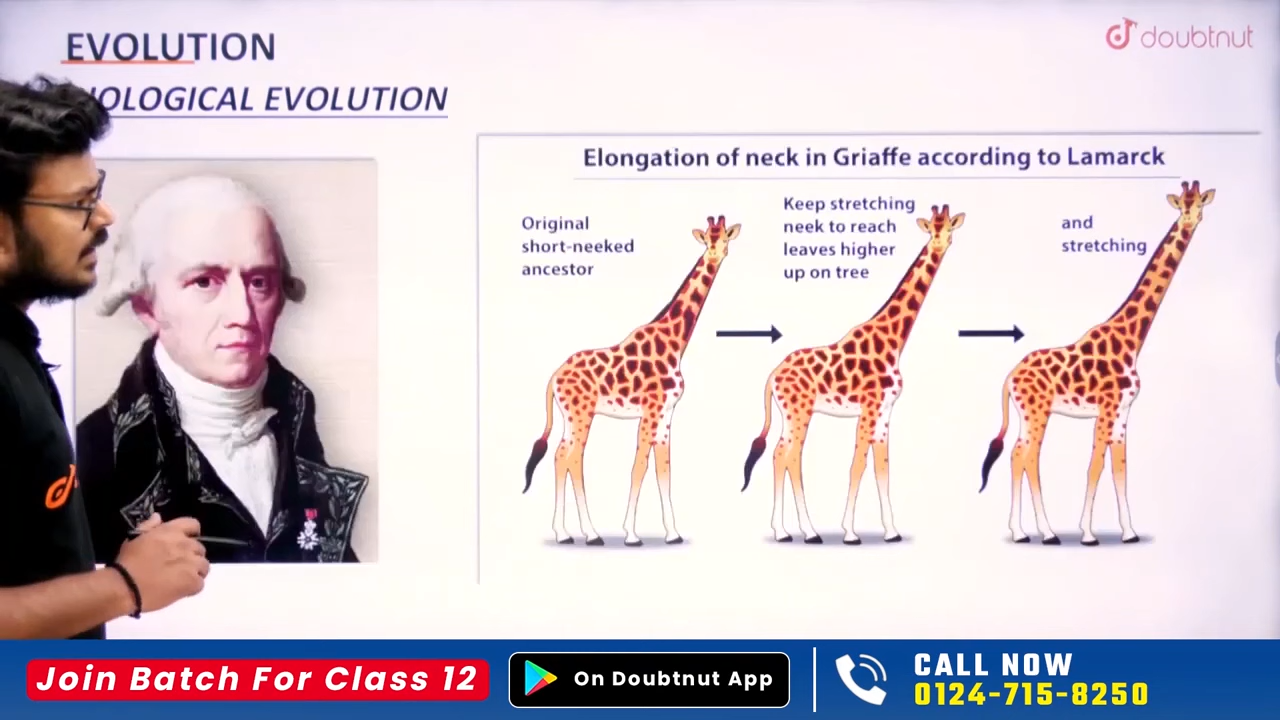 EVOLUTION
IOLOGICAL EVOLUTION
doubtnut
Elongation of neck in Griaffe according to Lamarck
Original
short-neeked
ancestor
Keep stretching
neek to reach
leaves higher
up on tree
and
stretching
Join Batch For Class 12
On Doubtnut App
CALL NOW
0124-715-8250